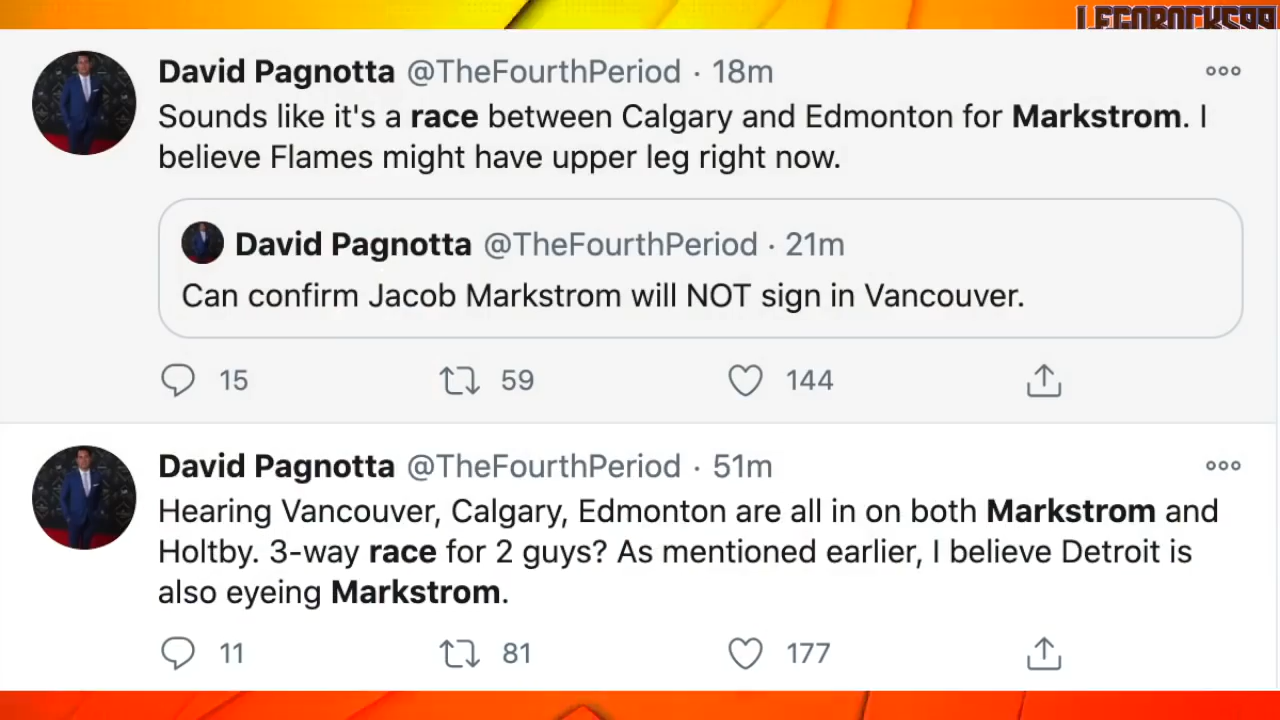 LEGOROCKS99
David Pagnotta @TheFourthPeriod · 18m
Sounds like it's a race between Calgary and Edmonton for Markstrom. I
believe Flames might have upper leg right now.
David Pagnotta @TheFourthPeriod · 21m
Can confirm Jacob Markstrom will NOT sign in Vancouver.
15 59 144
David Pagnotta @TheFourthPeriod · 51m
Hearing Vancouver, Calgary, Edmonton are all in on both Markstrom and
Holtby. 3-way race for 2 guys? As mentioned earlier, I believe Detroit is
also eyeing Markstrom.
11 81 177